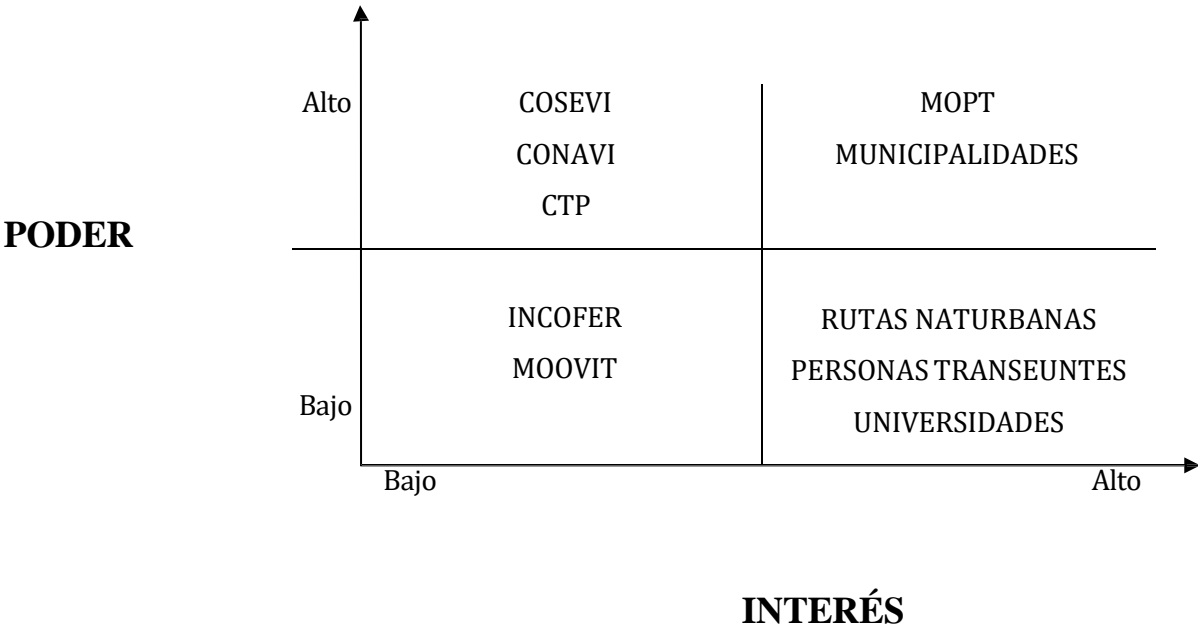 Alto
COSEVI
MOPT
CONAVI
MUNICIPALIDADES
CTP
PODER
INCOFER
RUTAS NATURBANAS
MOOVIT
PERSONAS TRANSEUNTES
Bajo
UNIVERSIDADES
Bajo
Alto
INTERÉS